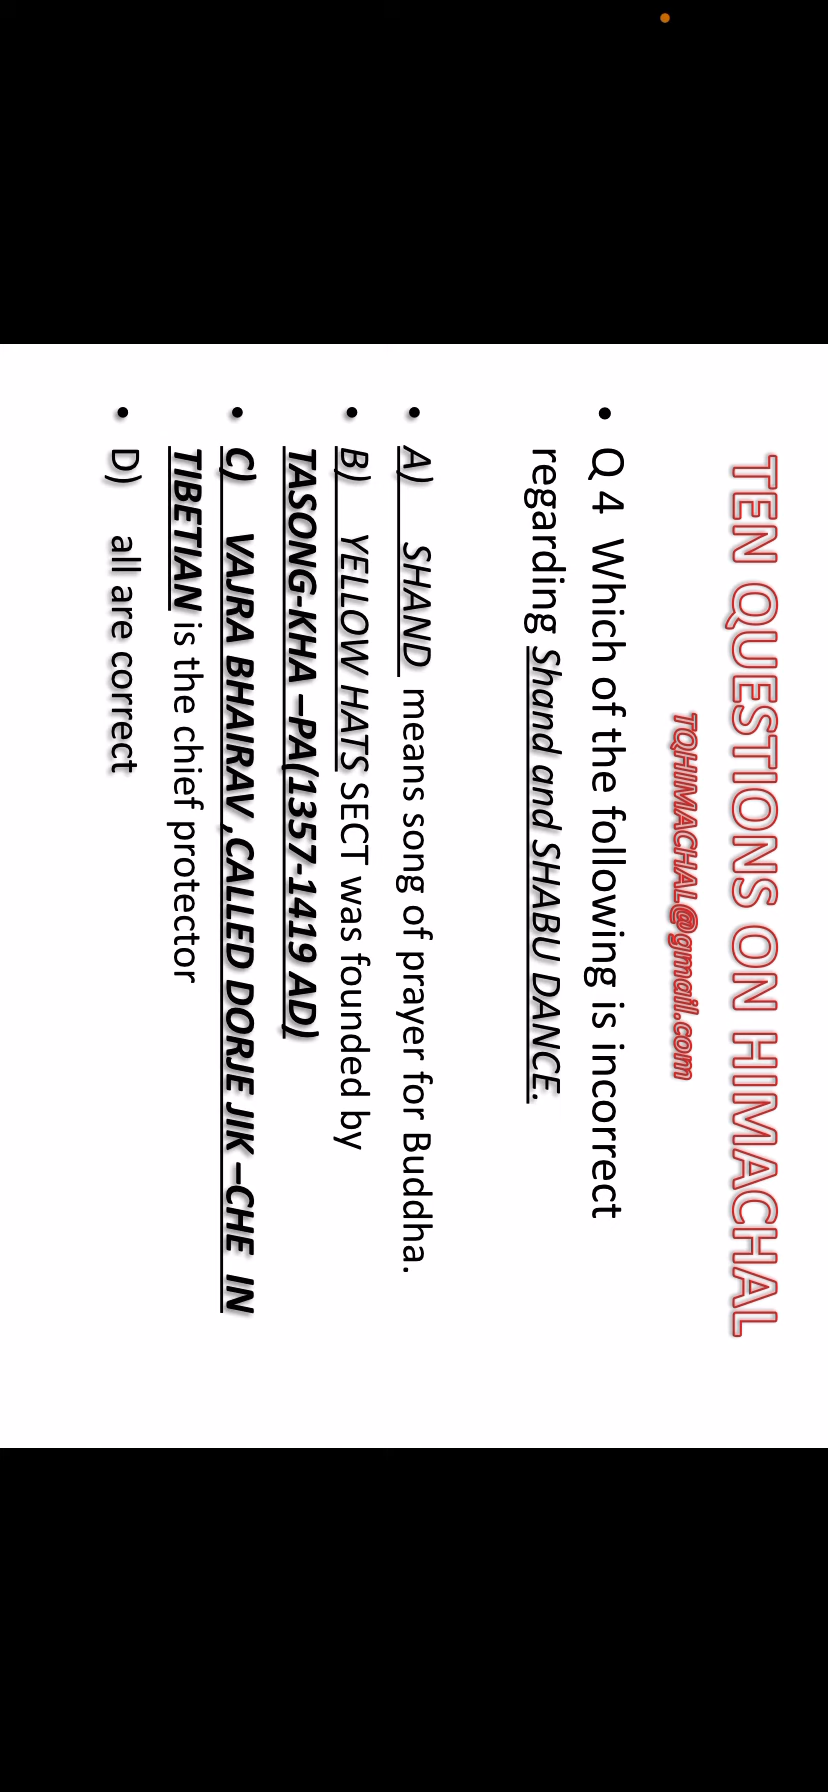 TEN QUESTIONS ON HIMACHAL
TQHIMACHAL@gmail.com
• Q 4 Which of the following is incorrect
regarding Shand and SHABU DANCE.
• A) SHAND means song of prayer for Buddha.
• B) YELLOW HATS SECT was founded by
TASONG-KHA –PA(1357-1419 AD)
• C) VAJRA BHAIRAV ,CALLED DORJE JIK –CHE IN
TIBETIAN is the chief protector
• D) all are correct